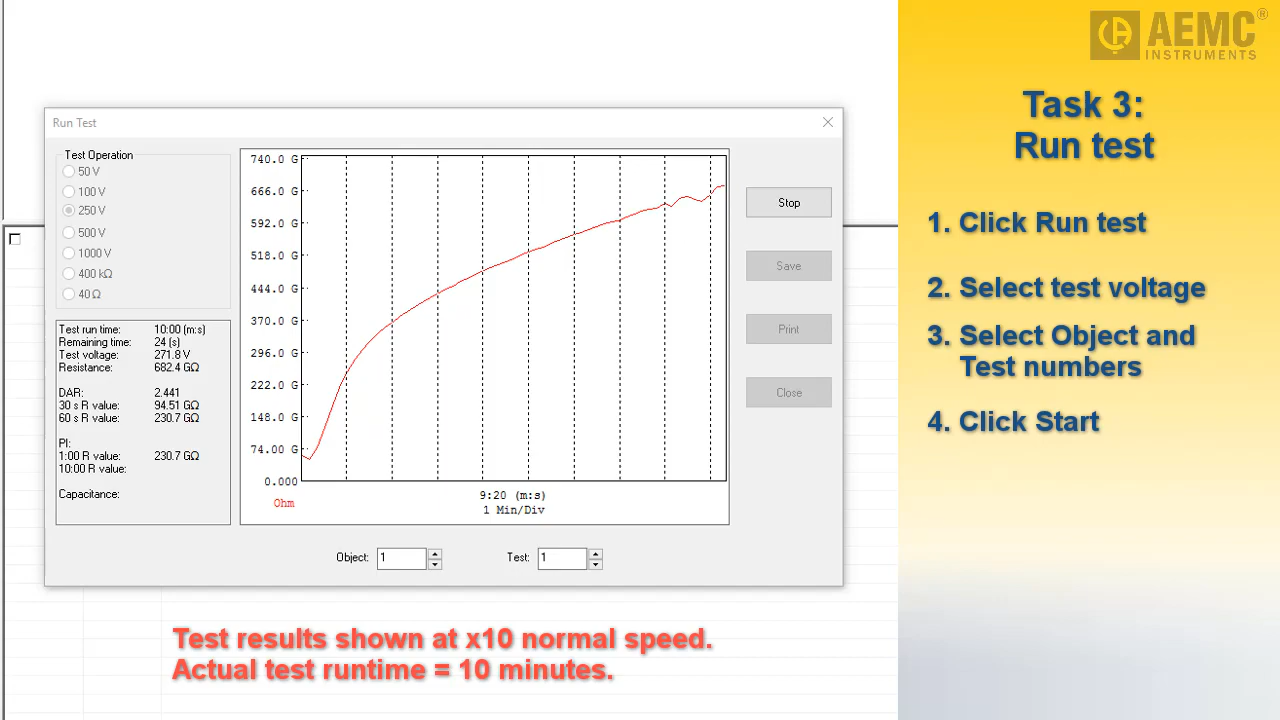 AEMC®
INSTRUMENTS
Task 3:
Run test
1. Click Run test
2. Select test voltage
3. Select Object and
Test numbers
4. Click Start
Run Test
Test Operation
50 V
100 V
250 V
500 V
1000 V
400 kΩ
40 Ω
Test run time: 10:00 (m:s)
Remaining time: 24 (s)
Test voltage: 271.8 V
Resistance: 682.4 GΩ
DAR: 2.441
30 s R value: 94.51 GΩ
60 s R value: 230.7 GΩ
PI:
1:00 R value: 230.7 GΩ
10:00 R value:
Capacitance:
740.0 G
666.0 G
592.0 G
518.0 G
444.0 G
370.0 G
296.0 G
222.0 G
148.0 G
74.00 G
0.000
Ohm
9:20 (m:s)
1 Min/Div
Stop
Save
Print
Close
Object: 1
Test: 1
Test results shown at x10 normal speed.
Actual test runtime = 10 minutes.